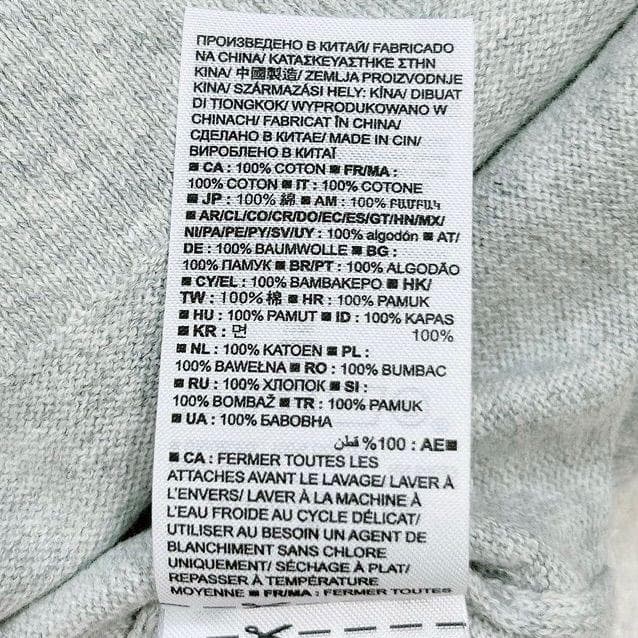 ПРОИЗВЕДЕНО В КИТАЙ/ FABRICADO
NA CHINA/ ΚΑΤΑΣΚΕΥΑΣΤΗΚΕ ΣΤΗΝ
ΚΙΝΑ/ 中國製造/ ZEMLJA PROIZVODNJE
KINA/ SZÁRMAZÁSI HELY: KÍNA/ DIBUAT
DI TIONGKOK/ WYPRODUKOWANO W
CHINACH/ FABRICAT ÎN CHINA/
СДЕЛАНО В КИТАЕ/ MADE IN CIN/
ВИРОБЛЕНО В КИТАЇ
■ CA : 100% COTON ■ FR/MA :
100% COTON ■ IT : 100% COTONE
■ JP : 100% 綿 ■ AM : 100% ԲԱՄԲԱԿ
■ AR/CL/CO/CR/DO/EC/ES/GT/HN/MX/
NI/PA/PE/PY/SV/UY : 100% algodón ■ AT/
DE : 100% BAUMWOLLE ■ BG :
100% ПАМУК ■ BR/PT : 100% ALGODÃO
■ CY/EL : 100% ΒΑΜΒΑΚΕΡΟ ■ HK/
TW : 100% 棉 ■ HR : 100% PAMUK
■ HU : 100% PAMUT ■ ID : 100% KAPAS
■ KR : 면 100%
■ NL : 100% KATOEN ■ PL :
100% BAWEŁNA ■ RO : 100% BUMBAC
■ RU : 100% ХЛОПОК ■ SI :
100% BOMBAŽ ■ TR : 100% PAMUK
■ UA : 100% БАВОВНА
■AE : 100% قطن
■ CA : FERMER TOUTES LES
ATTACHES AVANT LE LAVAGE/ LAVER À
L'ENVERS/ LAVER À LA MACHINE À
L'EAU FROIDE AU CYCLE DÉLICAT/
UTILISER AU BESOIN UN AGENT DE
BLANCHIMENT SANS CHLORE
UNIQUEMENT/ SÉCHAGE À PLAT/
REPASSER À TEMPÉRATURE
MOYENNE ■ FR/MA : FERMER TOUTES